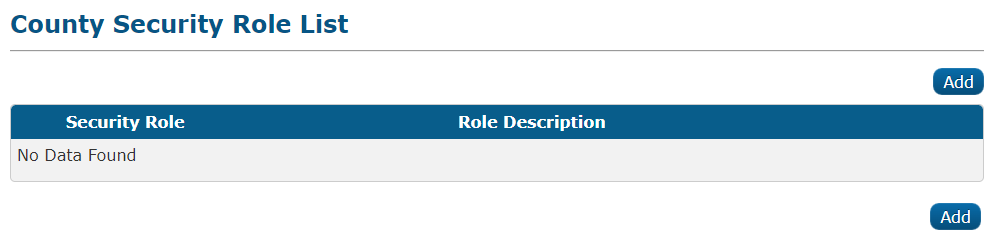 County Security Role List
Add
Security Role Role Description
No Data Found
Add